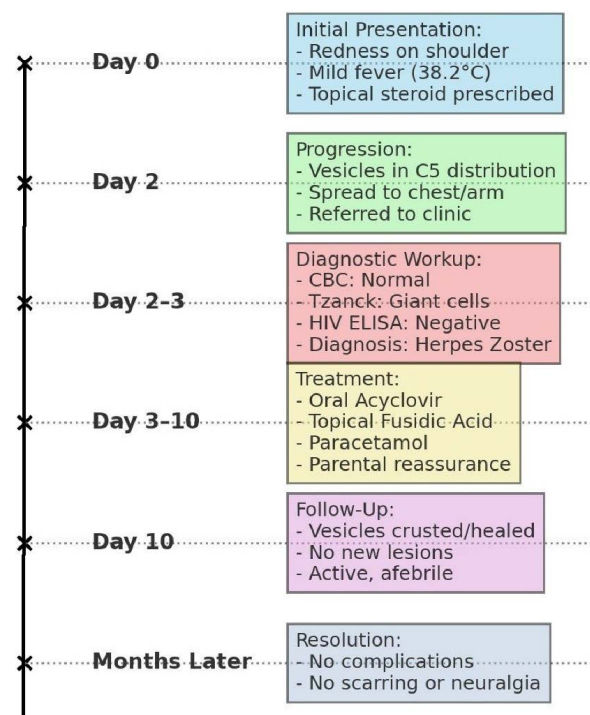 Day 0
Initial Presentation:
- Redness on shoulder
- Mild fever (38.2°C)
- Topical steroid prescribed
Day 2
Progression:
- Vesicles in C5 distribution
- Spread to chest/arm
- Referred to clinic
Day 2–3
Diagnostic Workup:
- CBC: Normal
- Tzanck: Giant cells
- HIV ELISA: Negative
- Diagnosis: Herpes Zoster
Day 3–10
Treatment:
- Oral Acyclovir
- Topical Fusidic Acid
- Paracetamol
- Parental reassurance
Day 10
Follow-Up:
- Vesicles crusted/healed
- No new lesions
- Active, afebrile
Months Later
Resolution:
- No complications
- No scarring or neuralgia